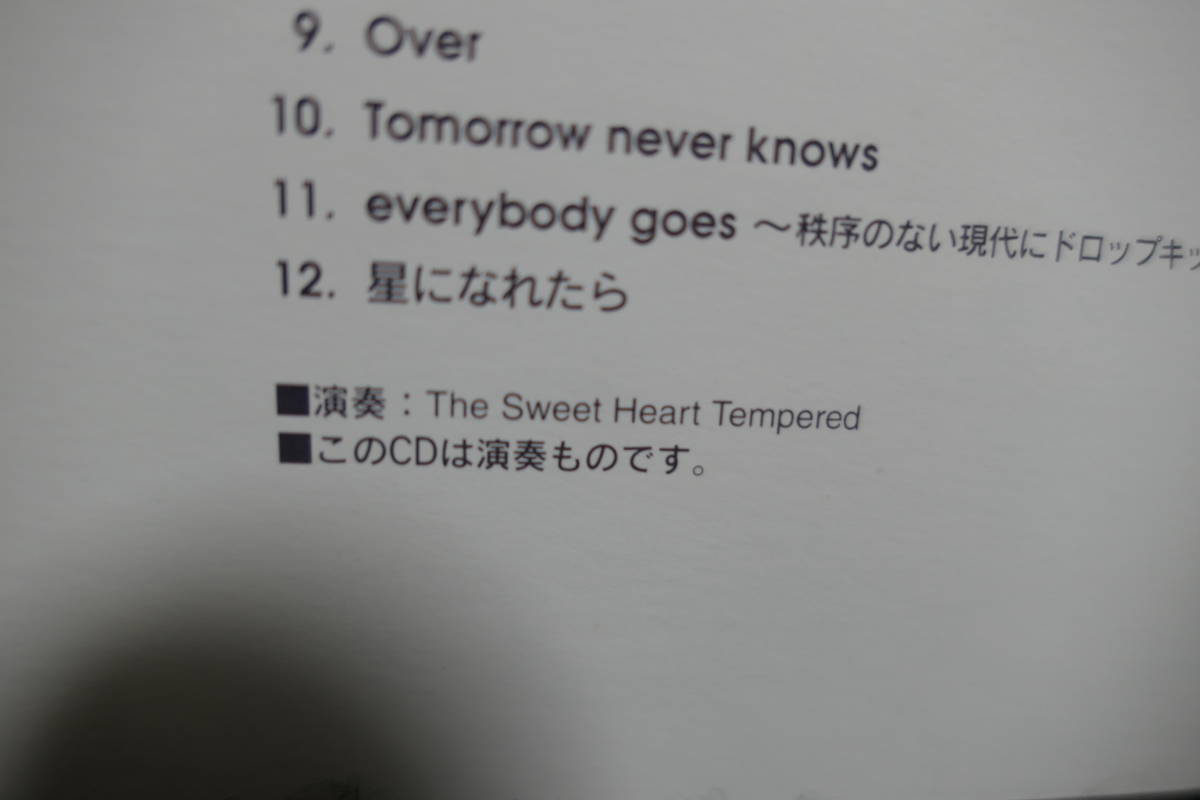 9. Over
10. Tomorrow never knows
11. everybody goes ～秩序のない現代にドロップキッ
12. 星になれたら
■演奏：The Sweet Heart Tempered
■このCDは演奏ものです。